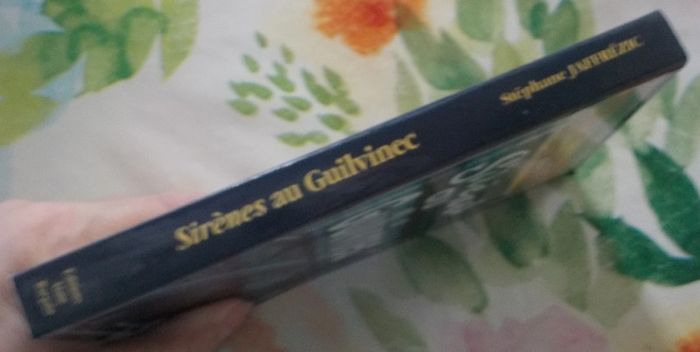 Sirènes au Guilvinec
Stéphane JAFFRÉZIC